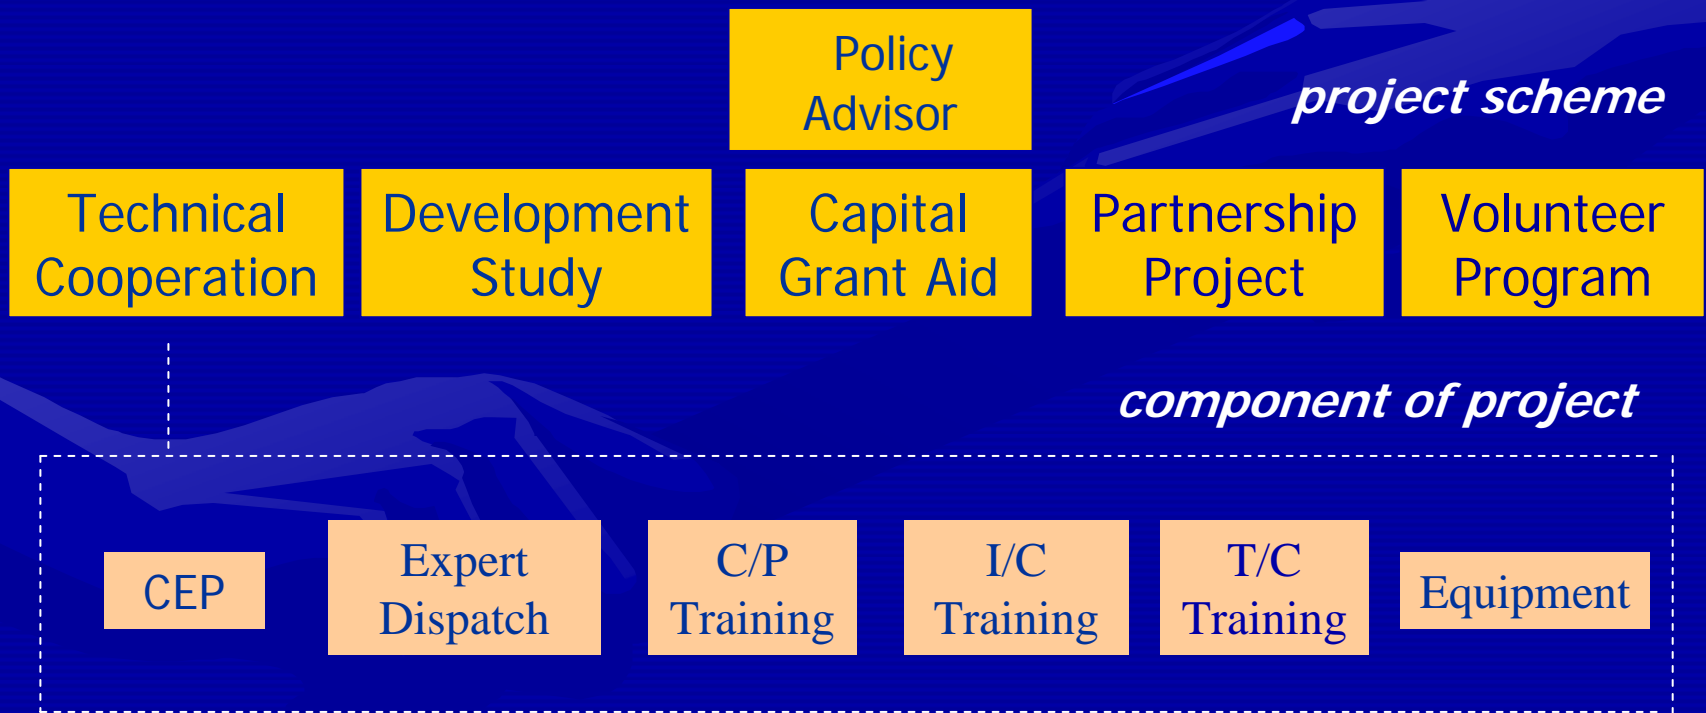 Policy
Advisor
project scheme
Technical
Cooperation
Development
Study
Capital
Grant Aid
Partnership
Project
Volunteer
Program
component of project
CEP
Expert
Dispatch
C/P
Training
I/C
Training
T/C
Training
Equipment